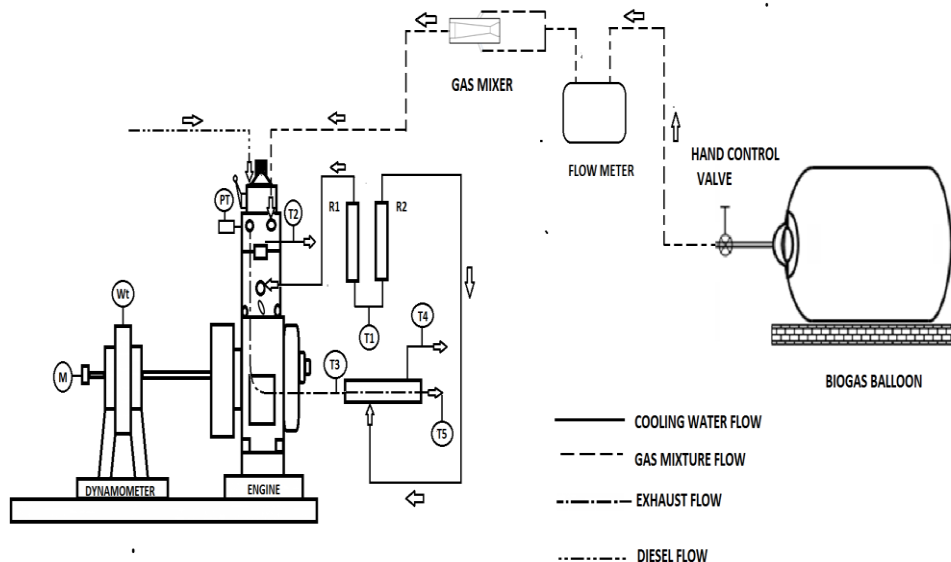 GAS MIXER
FLOW METER
HAND CONTROL
VALVE
PT
T2
R1
R2
Wt
T1
T4
M
T3
T5
BIOGAS BALLOON
COOLING WATER FLOW
GAS MIXTURE FLOW
DYNAMOMETER
ENGINE
EXHAUST FLOW
DIESEL FLOW